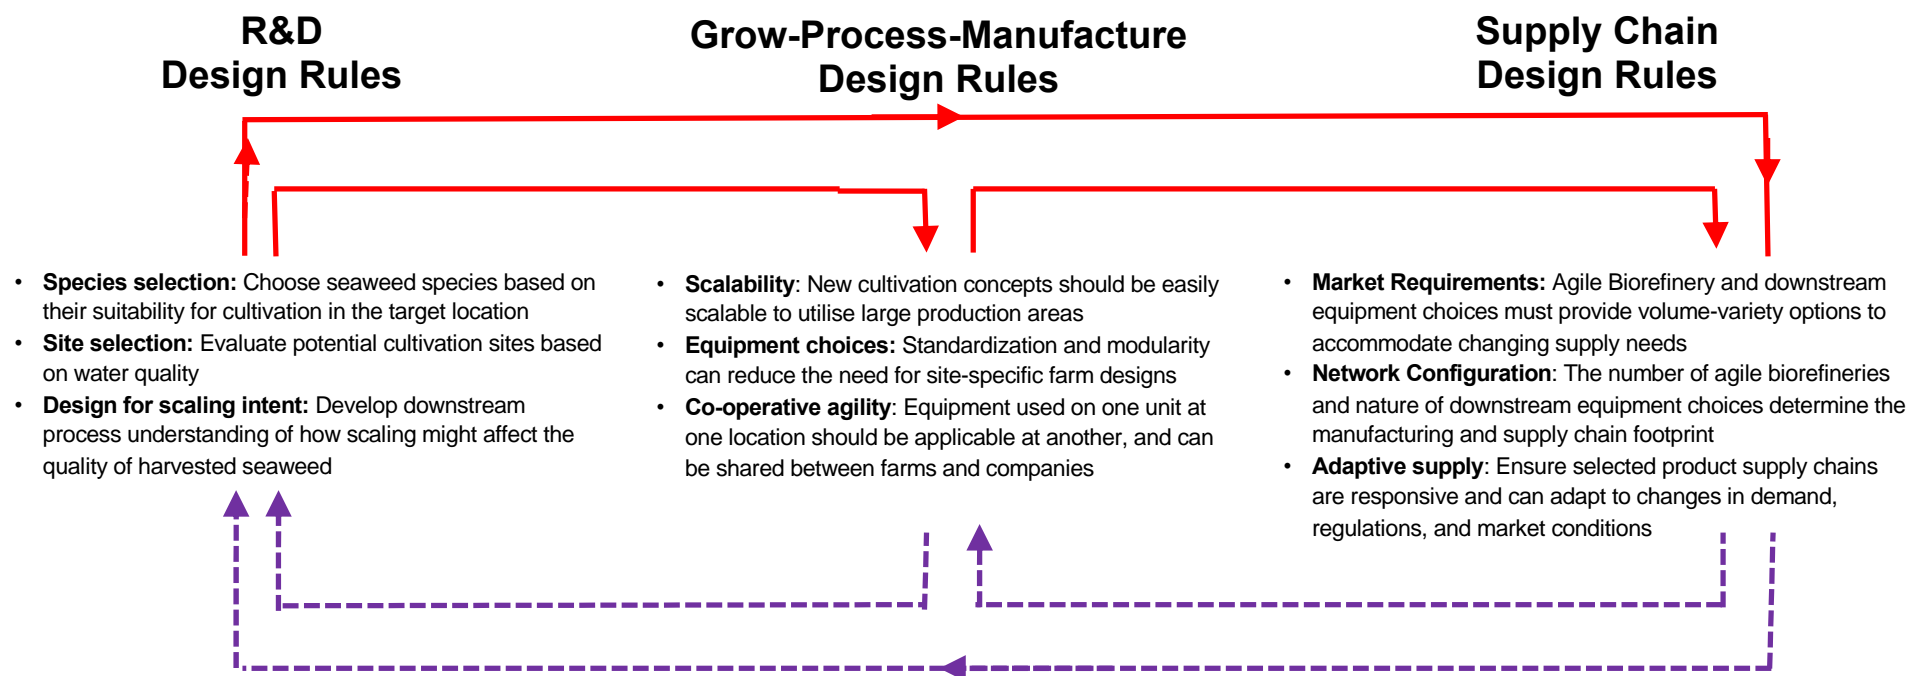 R&D
Design Rules
Grow-Process-Manufacture
Design Rules
Supply Chain
Design Rules
• Species selection: Choose seaweed species based on
their suitability for cultivation in the target location
• Site selection: Evaluate potential cultivation sites based
on water quality
• Design for scaling intent: Develop downstream
process understanding of how scaling might affect the
quality of harvested seaweed
• Scalability: New cultivation concepts should be easily
scalable to utilise large production areas
• Equipment choices: Standardization and modularity
can reduce the need for site-specific farm designs
• Co-operative agility: Equipment used on one unit at
one location should be applicable at another, and can
be shared between farms and companies
• Market Requirements: Agile Biorefinery and downstream
equipment choices must provide volume-variety options to
accommodate changing supply needs
• Network Configuration: The number of agile biorefineries
and nature of downstream equipment choices determine the
manufacturing and supply chain footprint
• Adaptive supply: Ensure selected product supply chains
are responsive and can adapt to changes in demand,
regulations, and market conditions